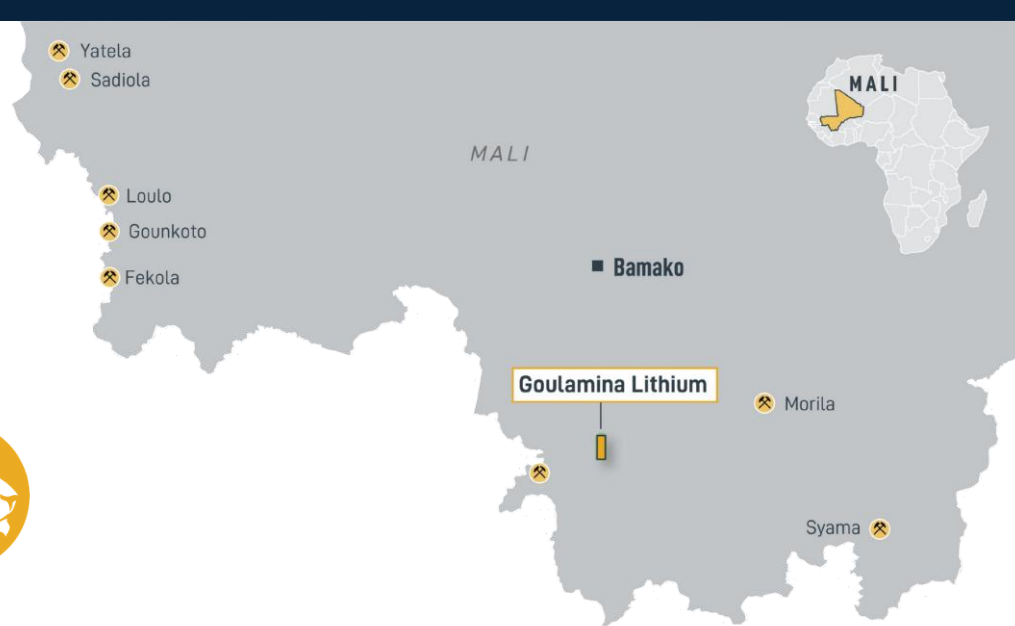 Yatela
Sadiola
MALI
MALI
Loulo
Gounkoto
Fekola
Bamako
Goulamina Lithium
Morila
Syama